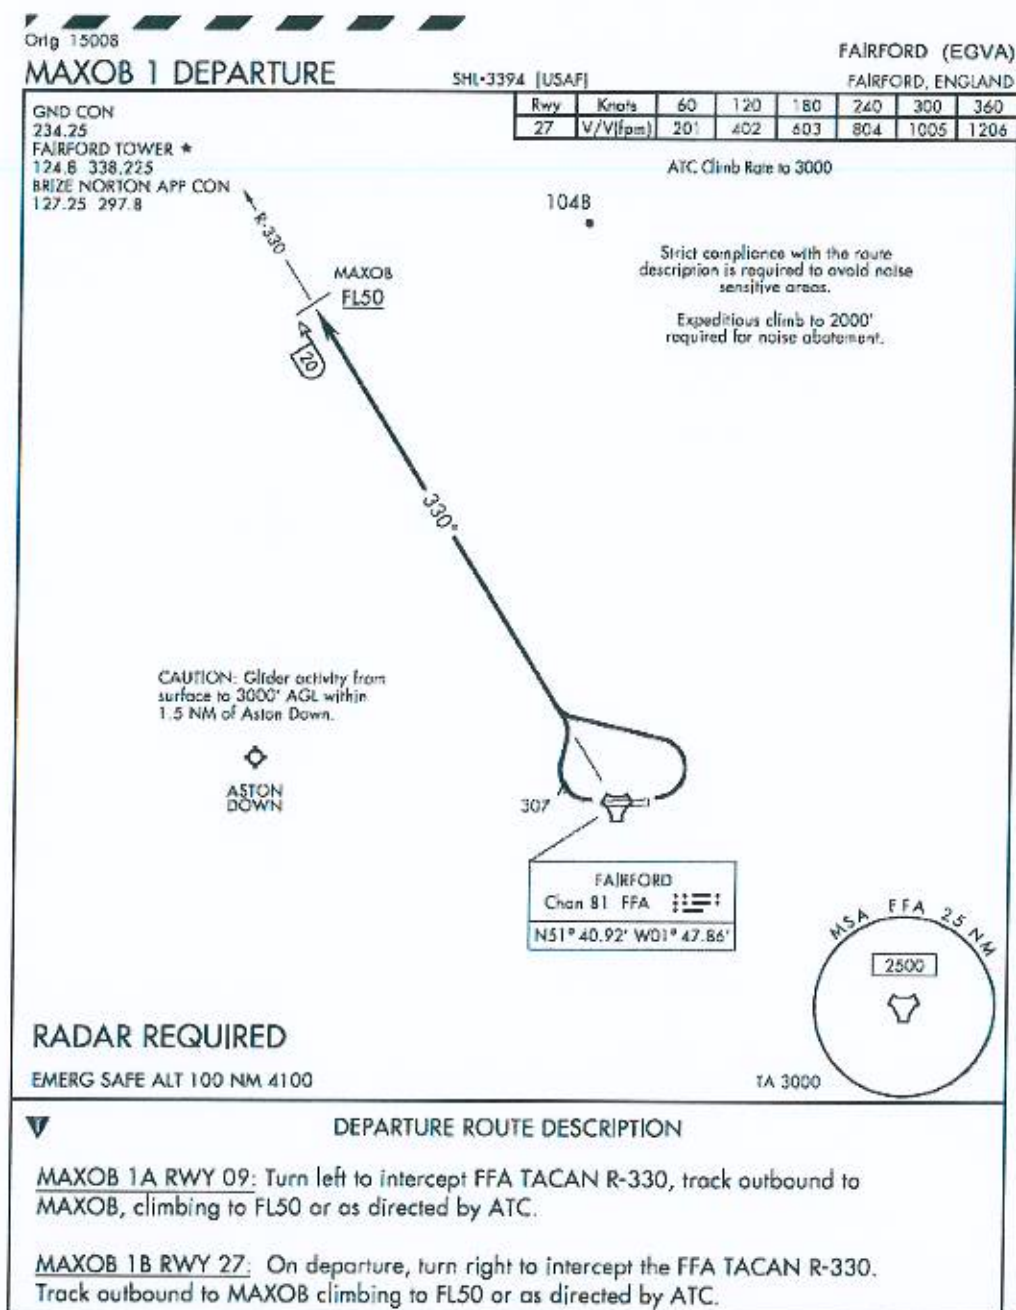 Orig 15008
MAXOB 1 DEPARTURE
SHL-3394 [USAF]
FAIRFORD (EGVA)
FAIRFORD, ENGLAND
GND CON
234.25
FAIRFORD TOWER ★
124.8 338.225
BRIZE NORTON APP CON
127.25 297.8
Rwy Knots 60 120 180 240 300 360
27 V/V(fpm) 201 402 603 804 1005 1206
ATC Climb Rate to 3000
1048
Strict compliance with the route
description is required to avoid noise
sensitive areas.
Expeditious climb to 2000'
required for noise abatement.
R-330
MAXOB
FL50
20
330°
CAUTION: Glider activity from
surface to 3000' AGL within
1.5 NM of Aston Down.
ASTON
DOWN
307
FAIRFORD
Chan 81 FFA
N51° 40.92' W01° 47.86'
MSA FFA 25 NM
2500
RADAR REQUIRED
EMERG SAFE ALT 100 NM 4100
TA 3000
T
DEPARTURE ROUTE DESCRIPTION
MAXOB 1A RWY 09: Turn left to intercept FFA TACAN R-330, track outbound to
MAXOB, climbing to FL50 or as directed by ATC.
MAXOB 1B RWY 27: On departure, turn right to intercept the FFA TACAN R-330.
Track outbound to MAXOB climbing to FL50 or as directed by ATC.